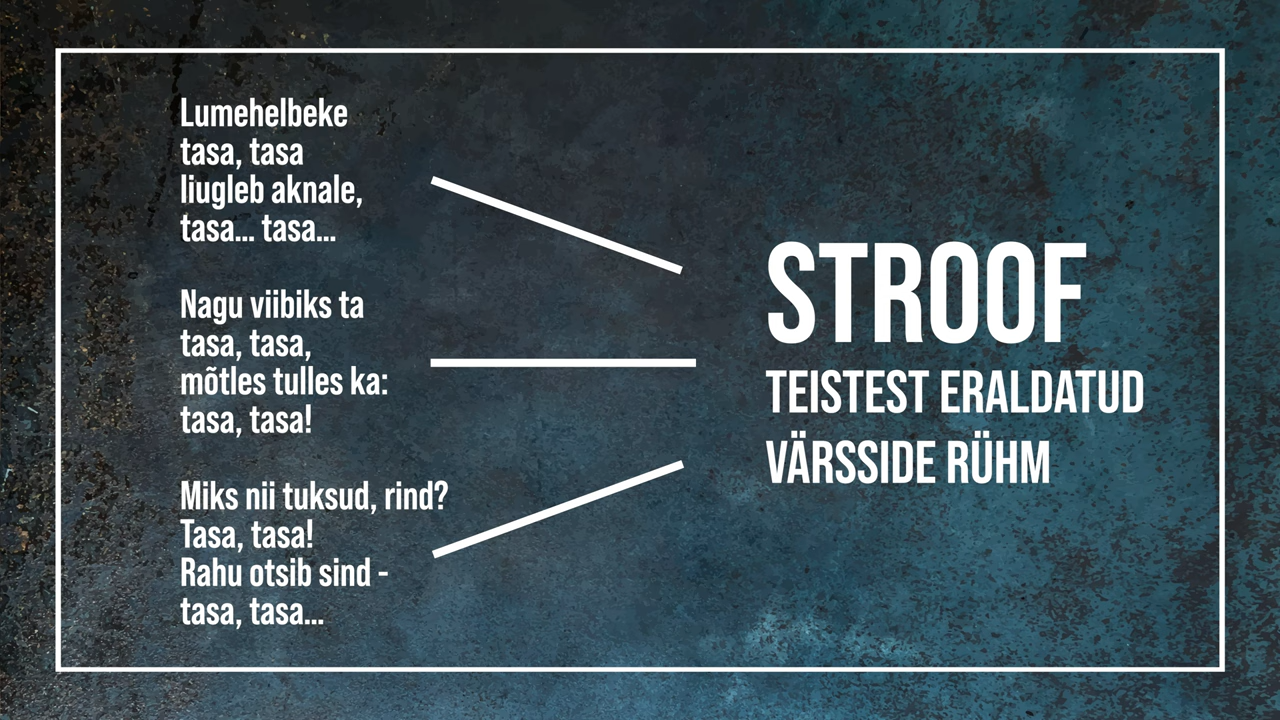 Lumehelbeke
tasa, tasa
liugleb aknale,
tasa... tasa...
Nagu viibiks ta
tasa, tasa,
mõtles tulles ka:
tasa, tasa!
Miks nii tuksud, rind?
Tasa, tasa!
Rahu otsib sind -
tasa, tasa...
STROOF
TEISTEST ERALDATUD
VÄRSSIDE RÜHM